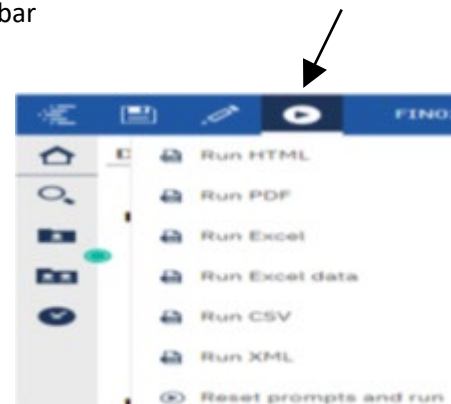 bar
FINO
Run HTML
Run PDF
Run Excel
Run Excel data
Run CSV
Run XML
Reset prompts and run